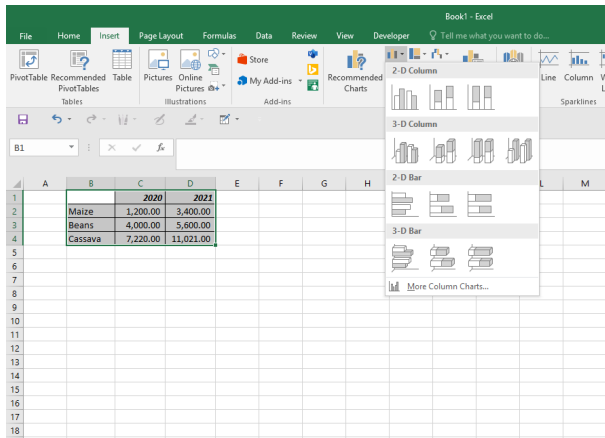 Book1 - Excel
File Home Insert Page Layout Formulas Data Review View Developer Tell me what you want to do...
PivotTable Recommended PivotTables Table
Pictures Online Pictures
Store
My Add-ins
Recommended Charts
Line Column
Tables Illustrations Add-ins Sparklines
2-D Column
3-D Column
2-D Bar
3-D Bar
More Column Charts...
B1 fx
A B C D E F G H L M
1 2020 2021
2 Maize 1,200.00 3,400.00
3 Beans 4,000.00 5,600.00
4 Cassava 7,220.00 11,021.00
5
6
7
8
9
10
11
12
13
14
15
16
17
18